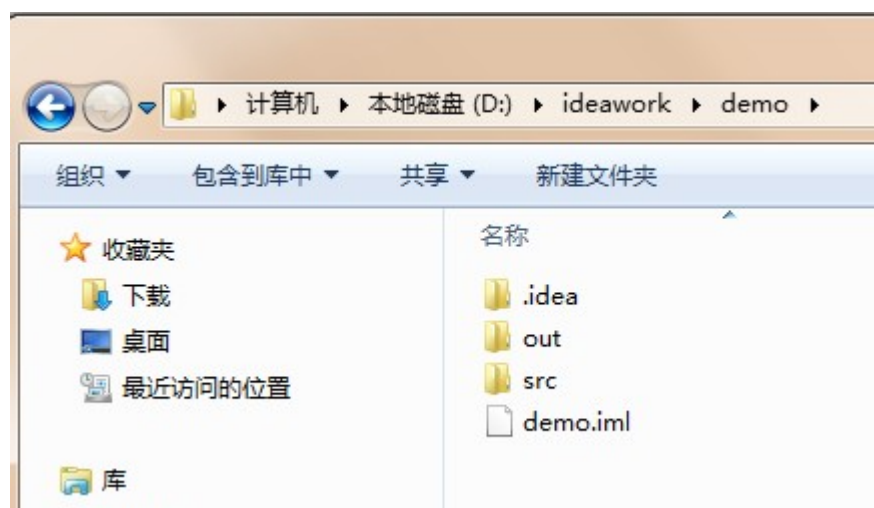 计算机 本地磁盘 (D:) ideawork demo
组织 包含到库中 共享 新建文件夹
收藏夹
下载
桌面
最近访问的位置
库
名称
.idea
out
src
demo.iml